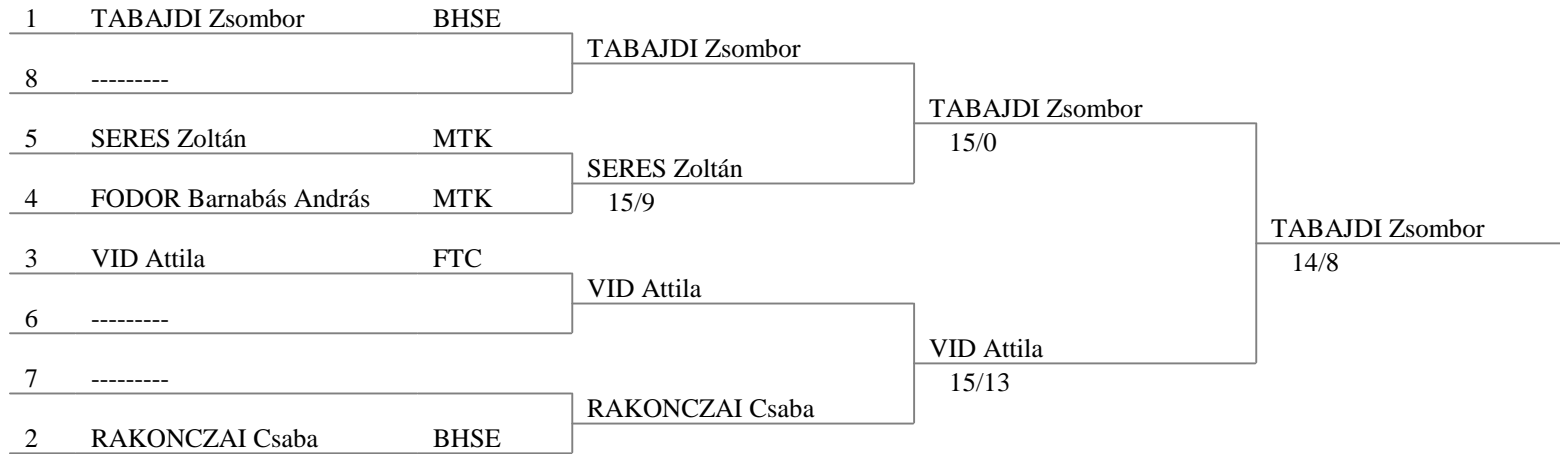 1 TABAJDI Zsombor BHSE
TABAJDI Zsombor
8 ---------
TABAJDI Zsombor
15/0
5 SERES Zoltán MTK
SERES Zoltán
15/9
4 FODOR Barnabás András MTK
TABAJDI Zsombor
14/8
3 VID Attila FTC
VID Attila
6 ---------
VID Attila
15/13
7 ---------
RAKONCZAI Csaba
2 RAKONCZAI Csaba BHSE